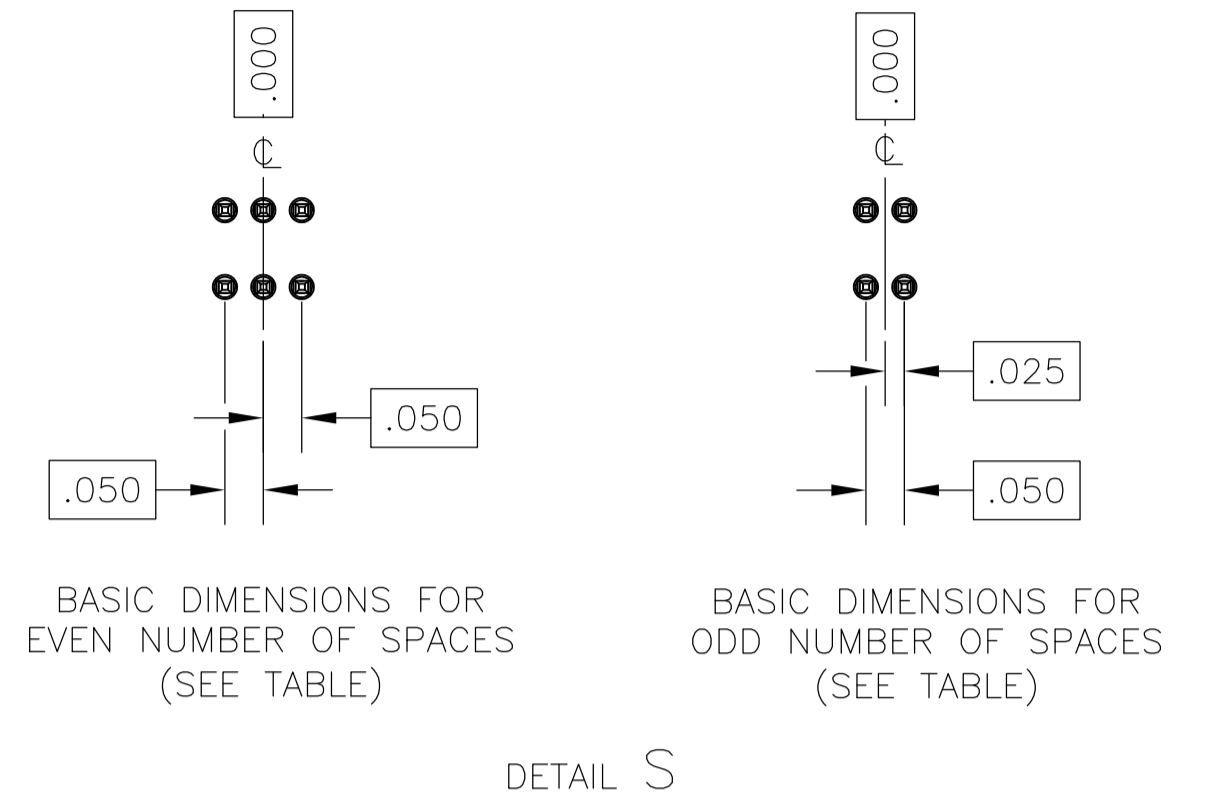 .000
.000
℄
℄
.025
.050
.050
.050
BASIC DIMENSIONS FOR
EVEN NUMBER OF SPACES
(SEE TABLE)
BASIC DIMENSIONS FOR
ODD NUMBER OF SPACES
(SEE TABLE)
DETAIL S